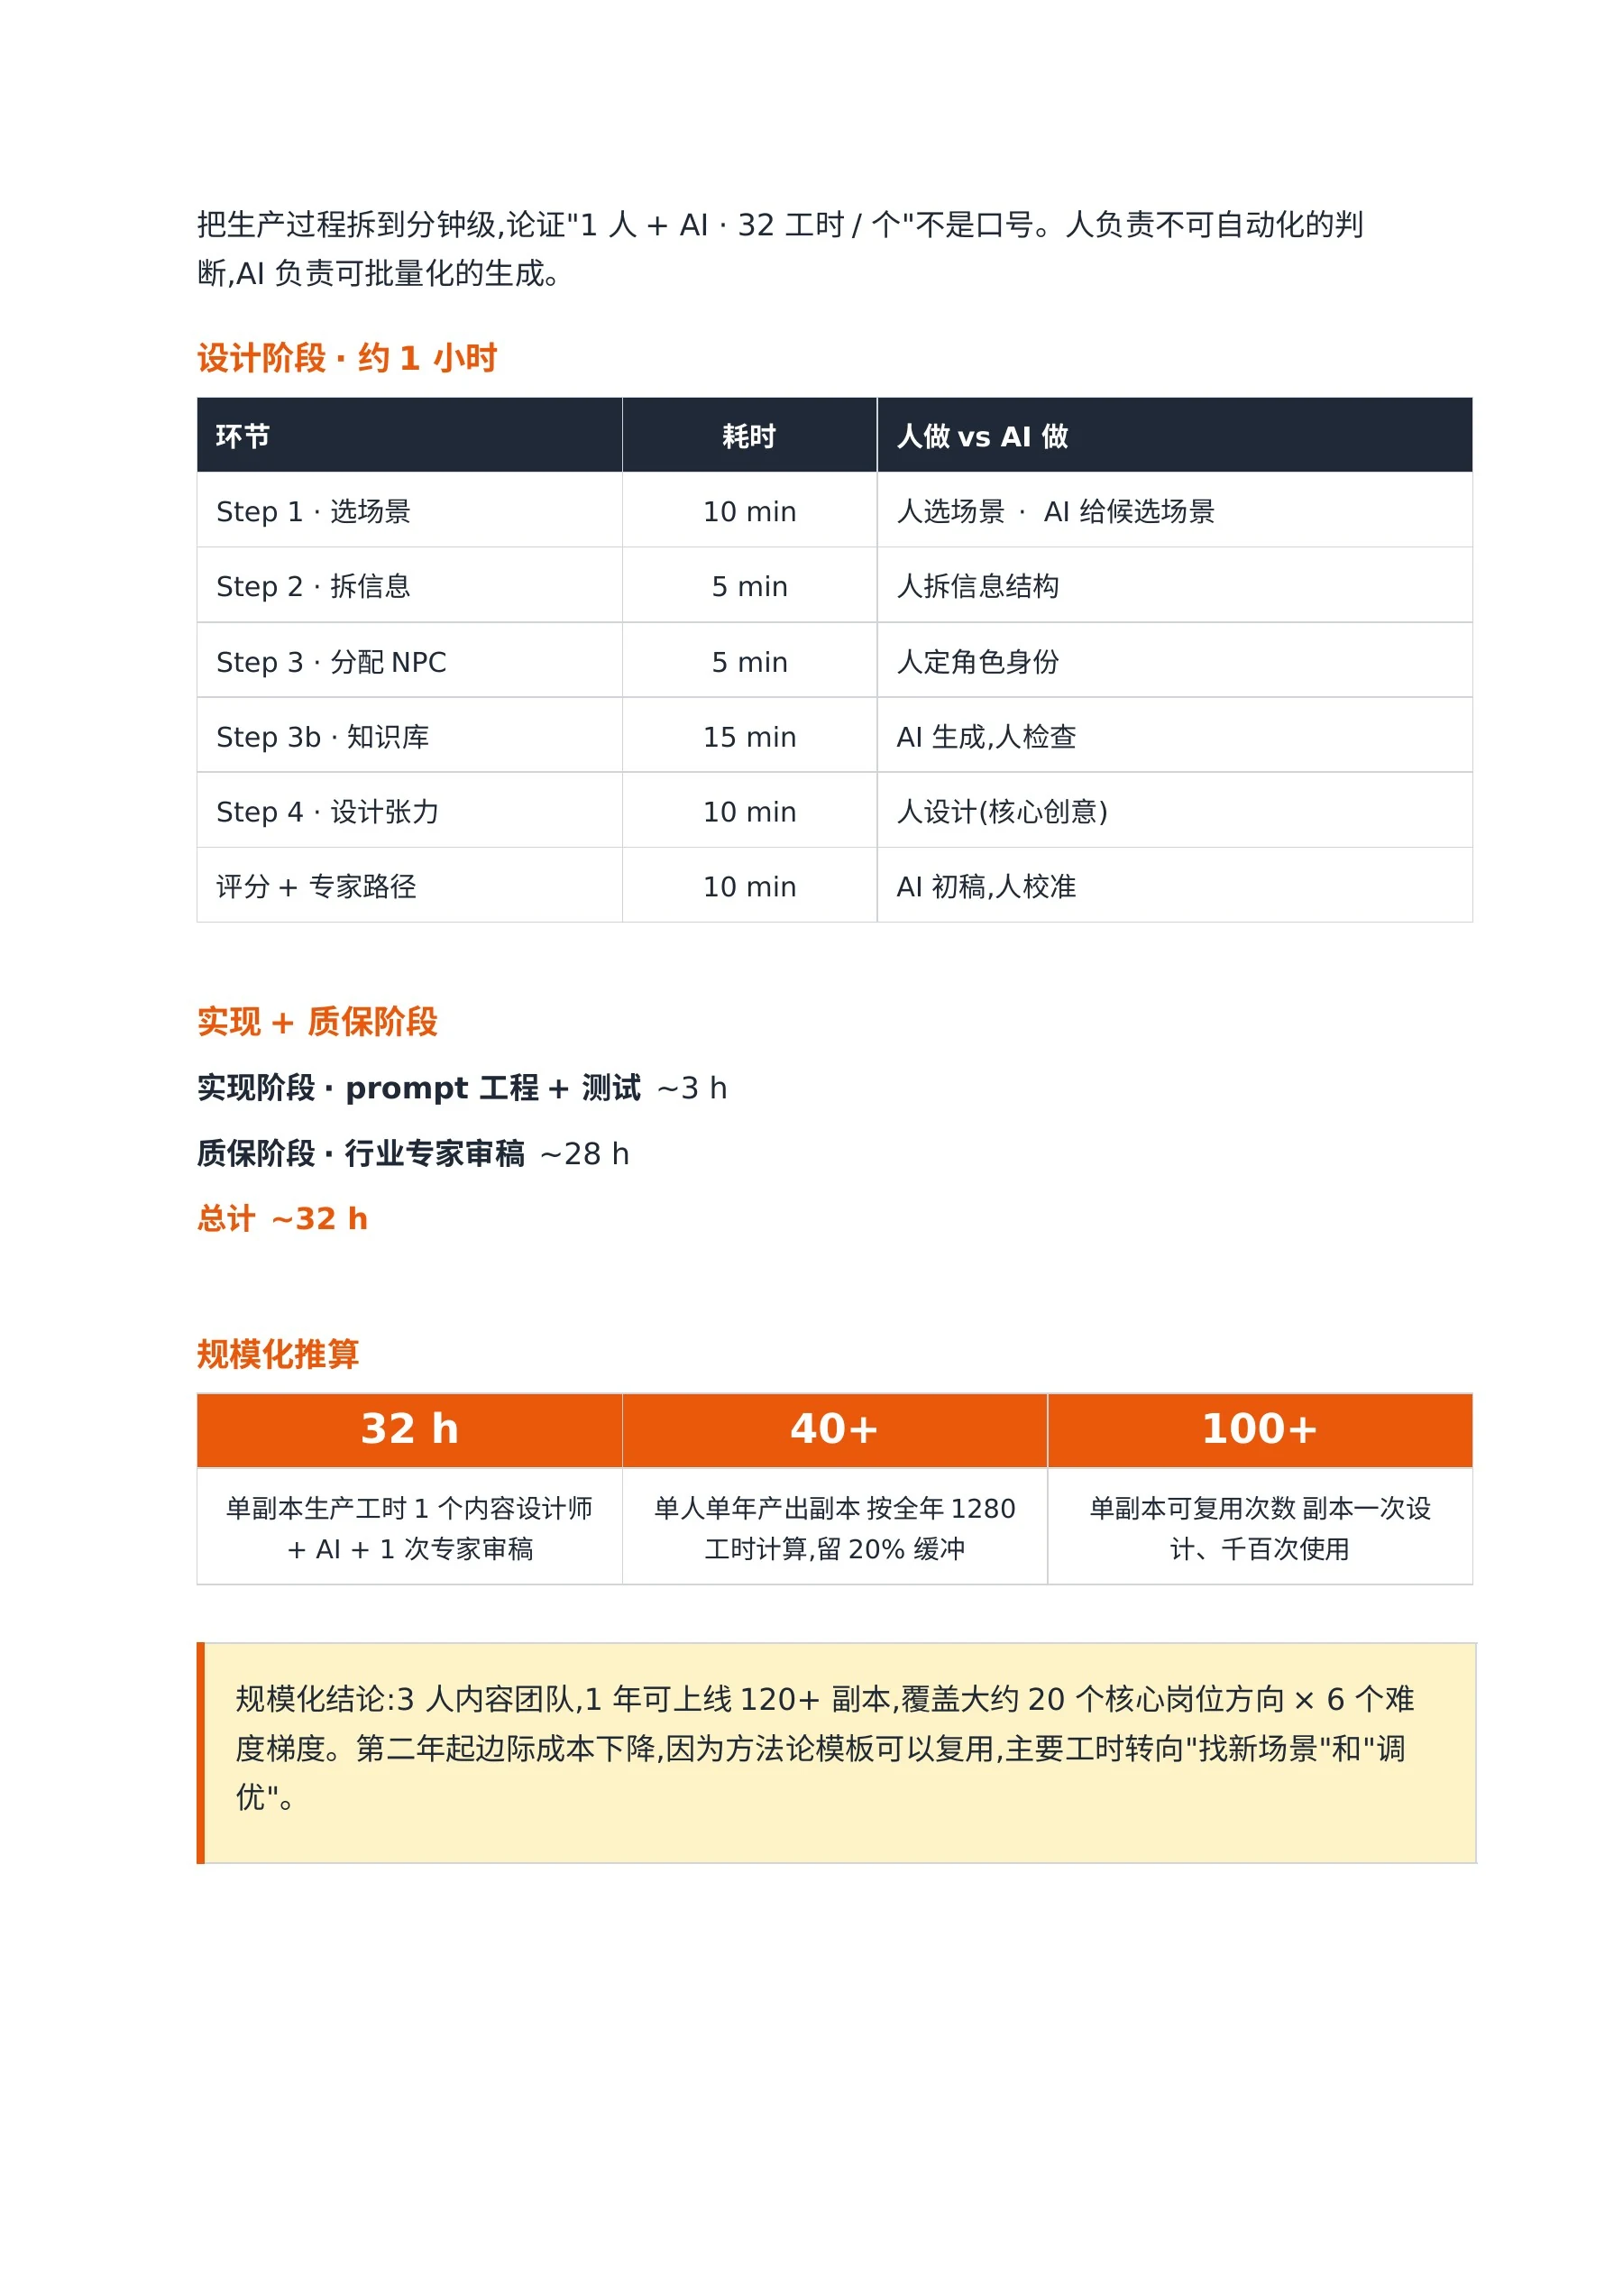 把生产过程拆到分钟级,论证"1 人 + AI · 32 工时 / 个"不是口号。人负责不可自动化的判
断,AI 负责可批量化的生成。
设计阶段 · 约 1 小时
环节 耗时 人做 vs AI 做
Step 1 · 选场景 10 min 人选场景 · AI 给候选场景
Step 2 · 拆信息 5 min 人拆信息结构
Step 3 · 分配 NPC 5 min 人定角色身份
Step 3b · 知识库 15 min AI 生成,人检查
Step 4 · 设计张力 10 min 人设计(核心创意)
评分 + 专家路径 10 min AI 初稿,人校准
实现 + 质保阶段
实现阶段 · prompt 工程 + 测试 ~3 h
质保阶段 · 行业专家审稿 ~28 h
总计 ~32 h
规模化推算
32 h 40+ 100+
单副本生产工时 1 个内容设计师 单人单年产出副本 按全年 1280 单副本可复用次数 副本一次设
+ AI + 1 次专家审稿 工时计算,留 20% 缓冲 计、千百次使用
规模化结论:3 人内容团队,1 年可上线 120+ 副本,覆盖大约 20 个核心岗位方向 × 6 个难
度梯度。第二年起边际成本下降,因为方法论模板可以复用,主要工时转向"找新场景"和"调
优"。